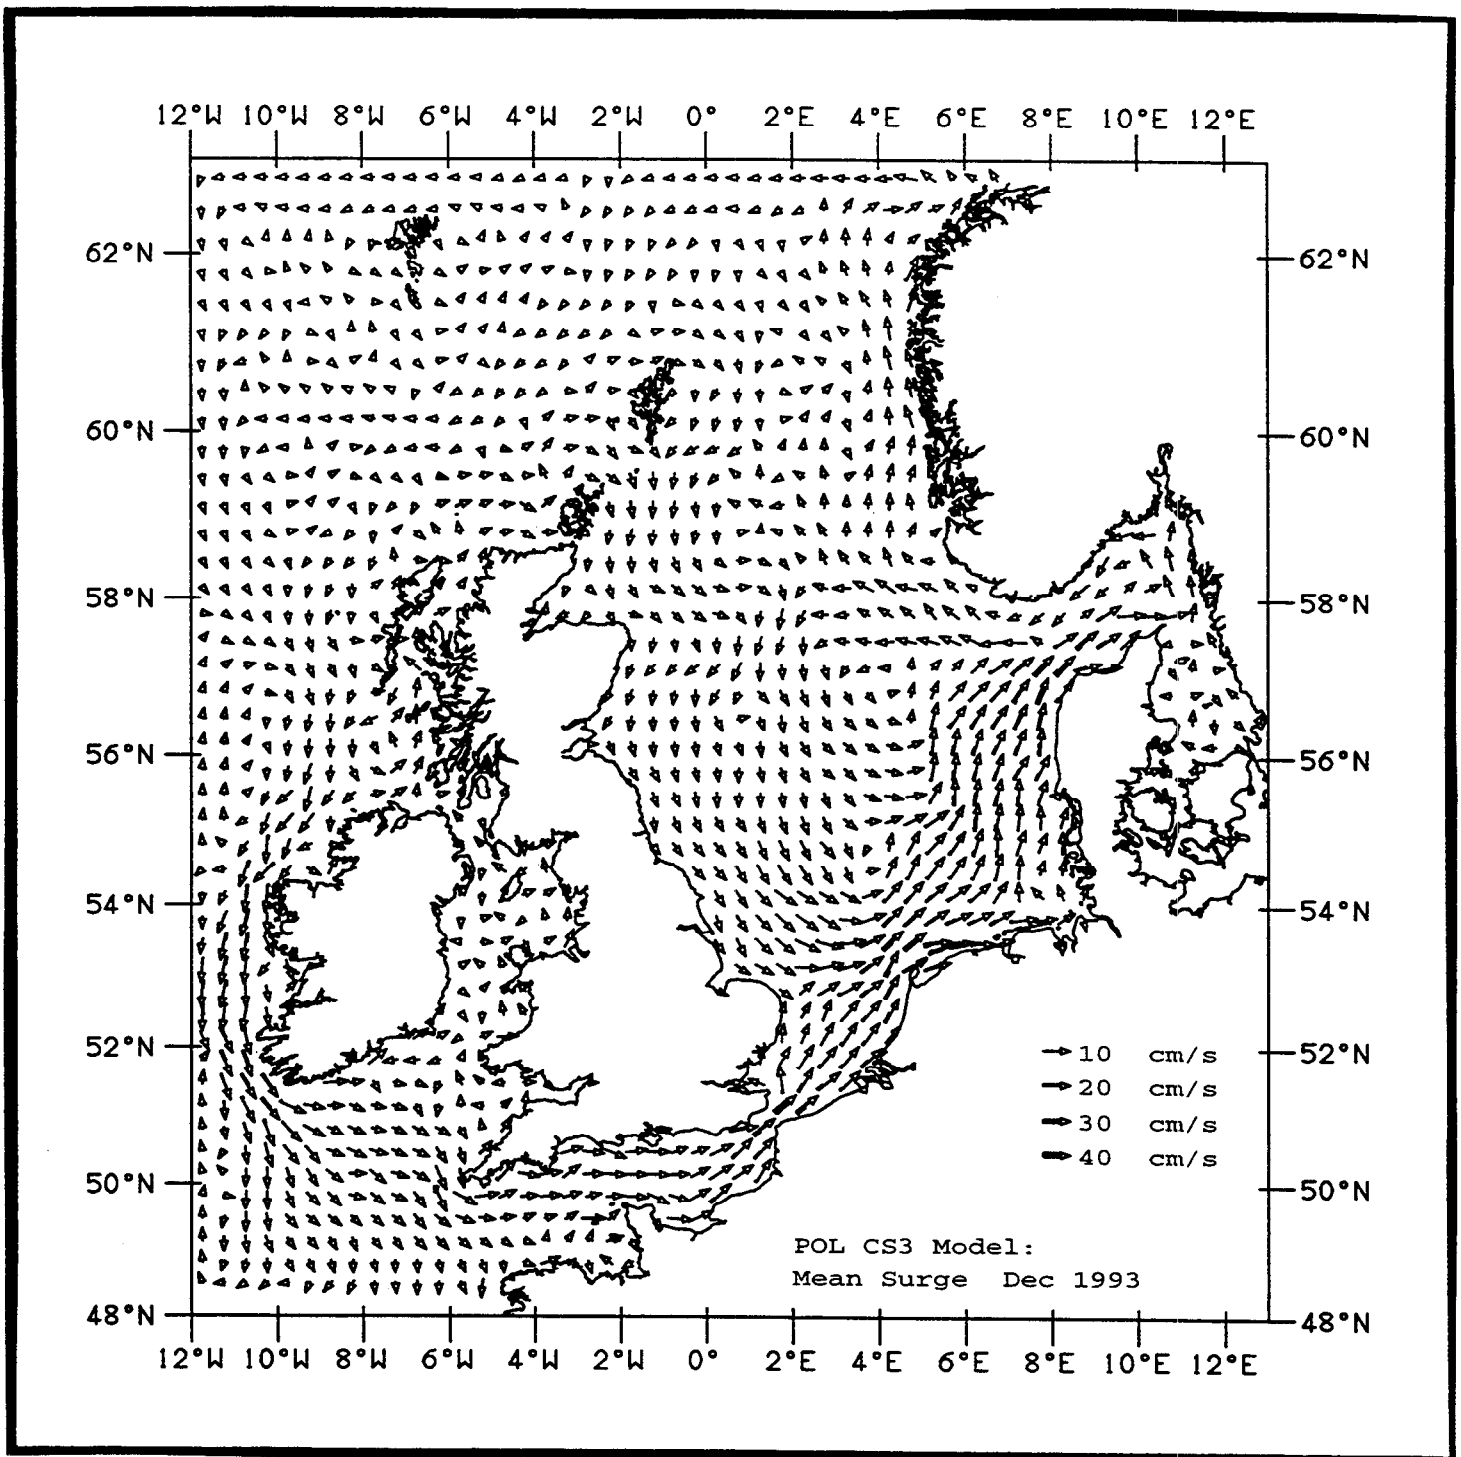 12°W 10°W 8°W 6°W 4°W 2°W 0° 2°E 4°E 6°E 8°E 10°E 12°E
62°N 62°N
60°N 60°N
58°N 58°N
56°N 56°N
54°N 54°N
52°N 52°N
10 cm/s
20 cm/s
30 cm/s
40 cm/s
50°N 50°N
POL CS3 Model:
Mean Surge Dec 1993
48°N 48°N
12°W 10°W 8°W 6°W 4°W 2°W 0° 2°E 4°E 6°E 8°E 10°E 12°E